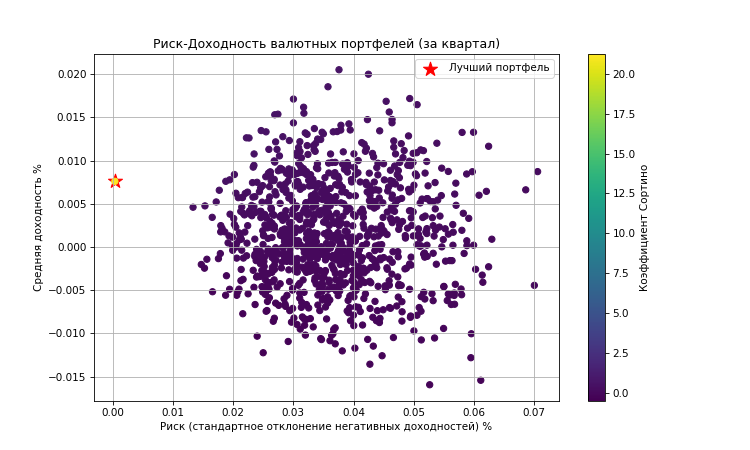 Риск-Доходность валютных портфелей (за квартал)
Лучший портфель
0.020
0.015
0.010
0.005
0.000
−0.005
−0.010
−0.015
Средняя доходность %
0.00 0.01 0.02 0.03 0.04 0.05 0.06 0.07
Риск (стандартное отклонение негативных доходностей) %
20.0
17.5
15.0
12.5
10.0
7.5
5.0
2.5
0.0
Коэффициент Сортино